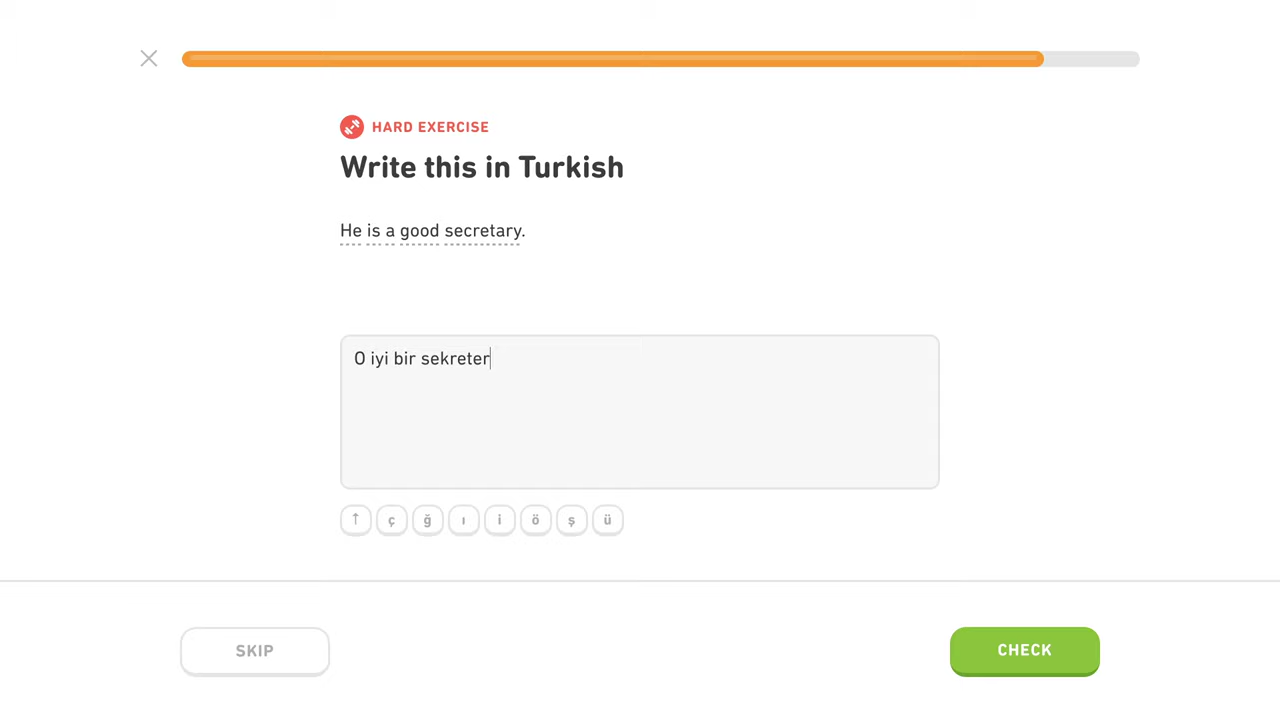 HARD EXERCISE
Write this in Turkish
He is a good secretary.
O iyi bir sekreter
↑ ç ğ ı i ö ş ü
SKIP
CHECK